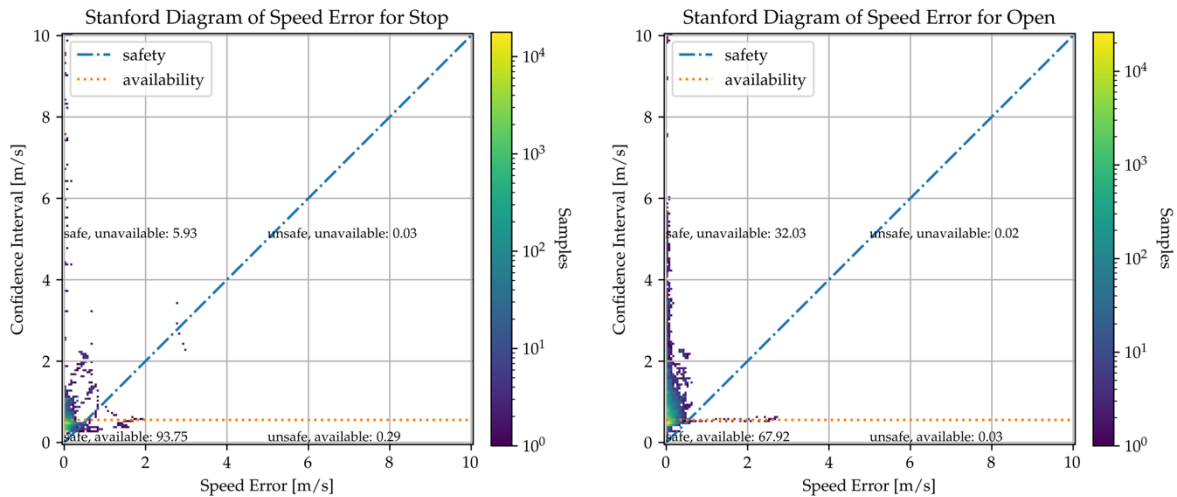 Stanford Diagram of Speed Error for Stop
10
8
6
4
2
0
Confidence Interval [m/s]
safety
availability
safe, unavailable: 5.93
unsafe, unavailable: 0.03
safe, available: 93.75
unsafe, available: 0.29
0 2 4 6 8 10
Speed Error [m/s]
10^4
10^3
10^2
10^1
10^0
Samples
Stanford Diagram of Speed Error for Open
10
8
6
4
2
0
Confidence Interval [m/s]
safety
availability
safe, unavailable: 32.03
unsafe, unavailable: 0.02
safe, available: 67.92
unsafe, available: 0.03
0 2 4 6 8 10
Speed Error [m/s]
10^4
10^3
10^2
10^1
10^0
Samples